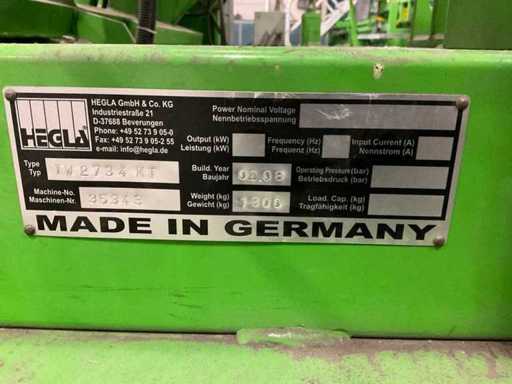 HEGLA
HEGLA GmbH & Co. KG
Industriestraße 21
D-37688 Beverungen
Phone: +49 52 73 9 05-0
Fax: +49 52 73 9 05-2 55
e-mail: info@hegla.de
Power Nominal Voltage
Nennbetriebsspannung
Output (kW) Frequency (Hz) Input Current (A)
Leistung (kW) Frequenz (Hz) Nennstrom (A)
Type
Typ TW2734 KT
Build. Year
Baujahr 02.08
Operating Pressure (bar)
Betriebsdruck (bar)
Machine-No.
Maschinen-Nr. 35343
Weight (kg)
Gewicht (kg) 1300
Load. Cap. (kg)
Tragfähigkeit (kg)
MADE IN GERMANY